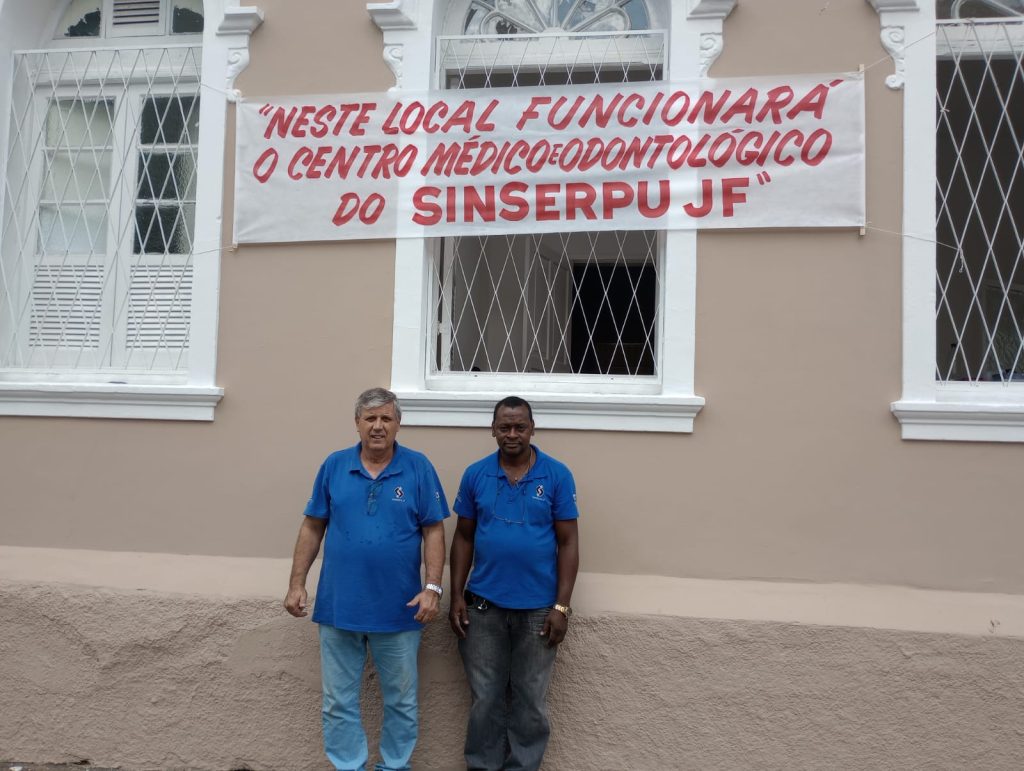 "NESTE LOCAL FUNCIONARÁ
O CENTRO MÉDICO E ODONTOLÓGICO
DO SINSERPU JF"